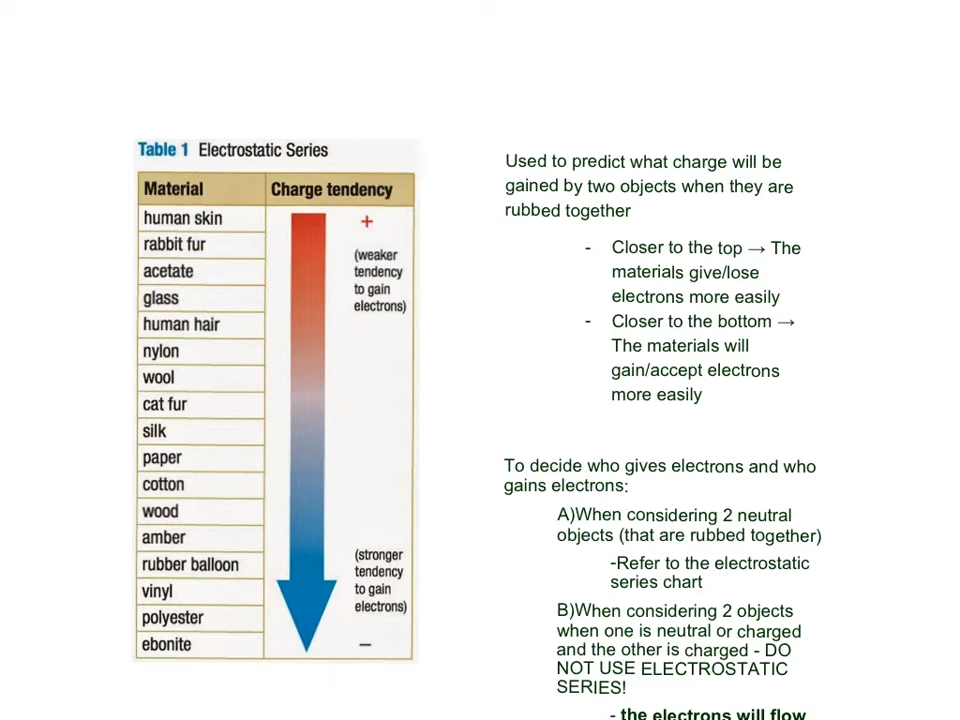 Table 1 Electrostatic Series
Material
Charge tendency
human skin
rabbit fur
acetate
glass
human hair
nylon
wool
cat fur
silk
paper
cotton
wood
amber
rubber balloon
vinyl
polyester
ebonite
+
(weaker
tendency
to gain
electrons)
(stronger
tendency
to gain
electrons)
−
Used to predict what charge will be
gained by two objects when they are
rubbed together
- Closer to the top → The
materials give/lose
electrons more easily
- Closer to the bottom →
The materials will
gain/accept electrons
more easily
To decide who gives electrons and who
gains electrons:
A)When considering 2 neutral
objects (that are rubbed together)
-Refer to the electrostatic
series chart
B)When considering 2 objects
when one is neutral or charged
and the other is charged - DO
NOT USE ELECTROSTATIC
SERIES!
- the electrons will flow